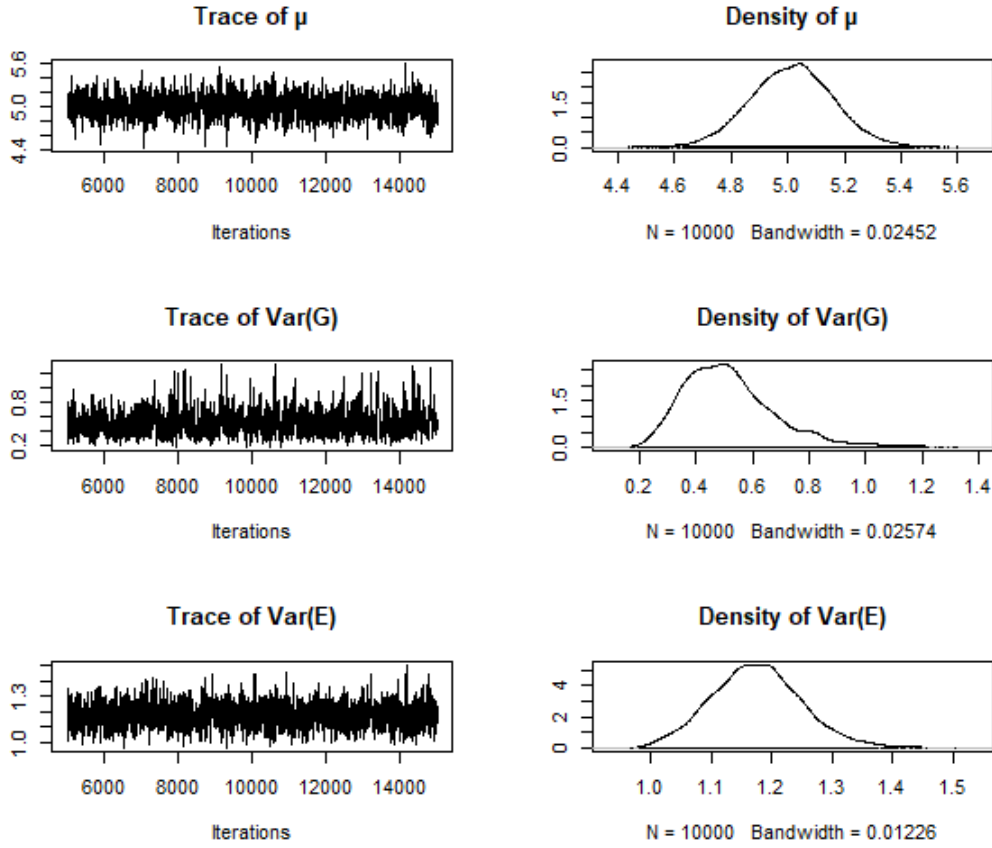 Trace of µ
5.6
5.0
4.4
6000 8000 10000 12000 14000
Iterations
Density of µ
1.5
0.0
4.4 4.6 4.8 5.0 5.2 5.4 5.6
N = 10000 Bandwidth = 0.02452
Trace of Var(G)
0.8
0.2
6000 8000 10000 12000 14000
Iterations
Density of Var(G)
1.5
0.0
0.2 0.4 0.6 0.8 1.0 1.2 1.4
N = 10000 Bandwidth = 0.02574
Trace of Var(E)
1.3
1.0
6000 8000 10000 12000 14000
Iterations
Density of Var(E)
4
2
0
1.0 1.1 1.2 1.3 1.4 1.5
N = 10000 Bandwidth = 0.01226